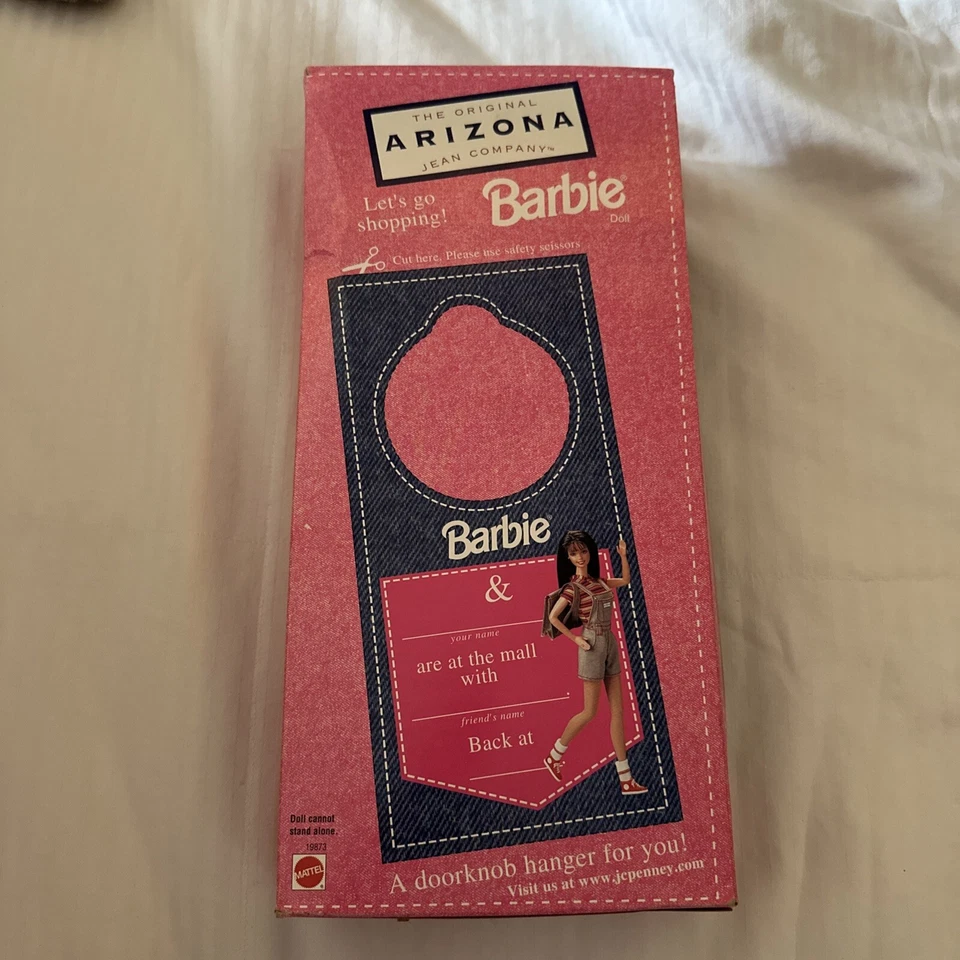 THE ORIGINAL
ARIZONA
JEAN COMPANY™
Let's go
shopping!
Barbie®
Doll
Cut here. Please use safety scissors
Barbie®
&
your name
are at the mall
with
.
friend's name
Back at
Doll cannot
stand alone.
19873
MATTEL
®
A doorknob hanger for you!
Visit us at www.jcpenney.com